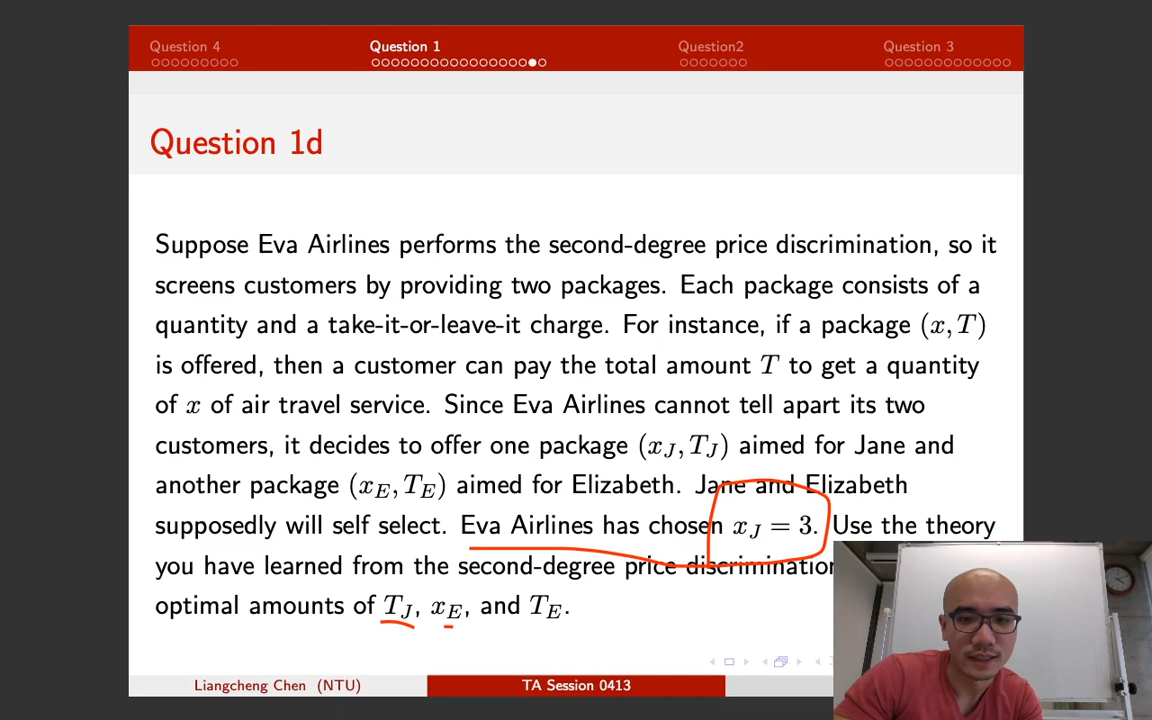 Question 4 Question 1 Question2 Question 3
Question 1d
Suppose Eva Airlines performs the second-degree price discrimination, so it
screens customers by providing two packages. Each package consists of a
quantity and a take-it-or-leave-it charge. For instance, if a package (x, T)
is offered, then a customer can pay the total amount T to get a quantity
of x of air travel service. Since Eva Airlines cannot tell apart its two
customers, it decides to offer one package (x_J, T_J) aimed for Jane and
another package (x_E, T_E) aimed for Elizabeth. Jane and Elizabeth
supposedly will self select. Eva Airlines has chosen x_J = 3. Use the theory
you have learned from the second-degree price discrimination
optimal amounts of T_J, x_E, and T_E.
Liangcheng Chen (NTU) TA Session 0413